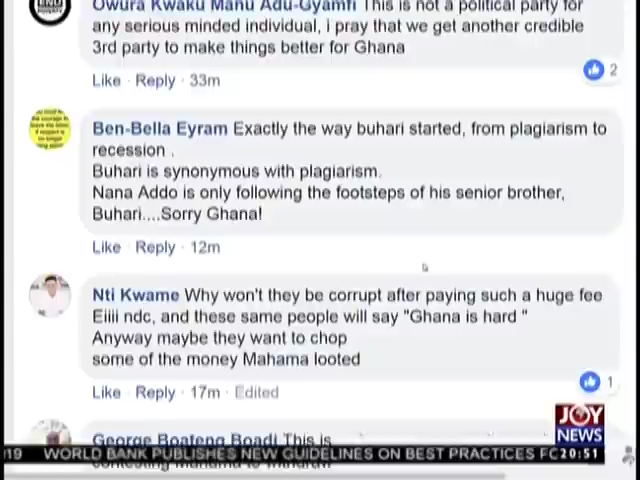 Owura Kwaku Manu Adu-Gyamfi This is not a political party for
any serious minded individual, i pray that we get another credible
3rd party to make things better for Ghana
Like · Reply · 33m
2
Ben-Bella Eyram Exactly the way buhari started, from plagiarism to
recession .
Buhari is synonymous with plagiarism.
Nana Addo is only following the footsteps of his senior brother,
Buhari....Sorry Ghana!
Like · Reply · 12m
Nti Kwame Why won't they be corrupt after paying such a huge fee
Eiiii ndc, and these same people will say "Ghana is hard "
Anyway maybe they want to chop
some of the money Mahama looted
1
Like · Reply · 17m · Edited
George Boateng Boadi This is
JOY
NEWS
19 WORLD BANK PUBLISHES NEW GUIDELINES ON BEST PRACTICES FO
20:51